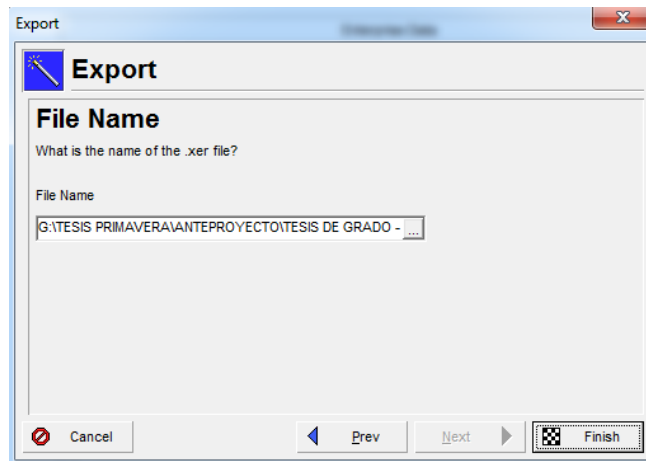 Export
Export
File Name
What is the name of the .xer file?
File Name
G:\TESIS PRIMAVERA\ANTEPROYECTO\TESIS DE GRADO - ...
Cancel
Prev
Next
Finish